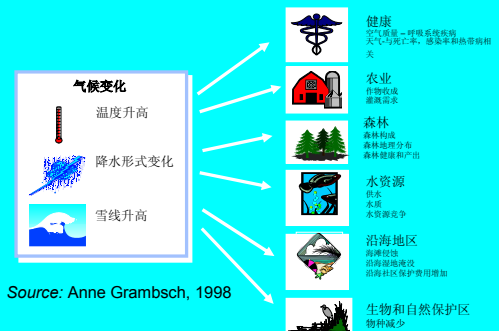 气候变化
温度升高
降水形式变化
雪线升高
Source: Anne Grambsch, 1998
健康
空气质量－呼吸系统疾病
天气-与死亡率，感染率和热带病相
关
农业
作物收成
灌溉需求
森林
森林构成
森林地理分布
森林健康和产出
水资源
供水
水质
水资源竞争
沿海地区
海滩侵蚀
沿海湿地淹没
沿海社区保护费用增加
生物和自然保护区
物种减少